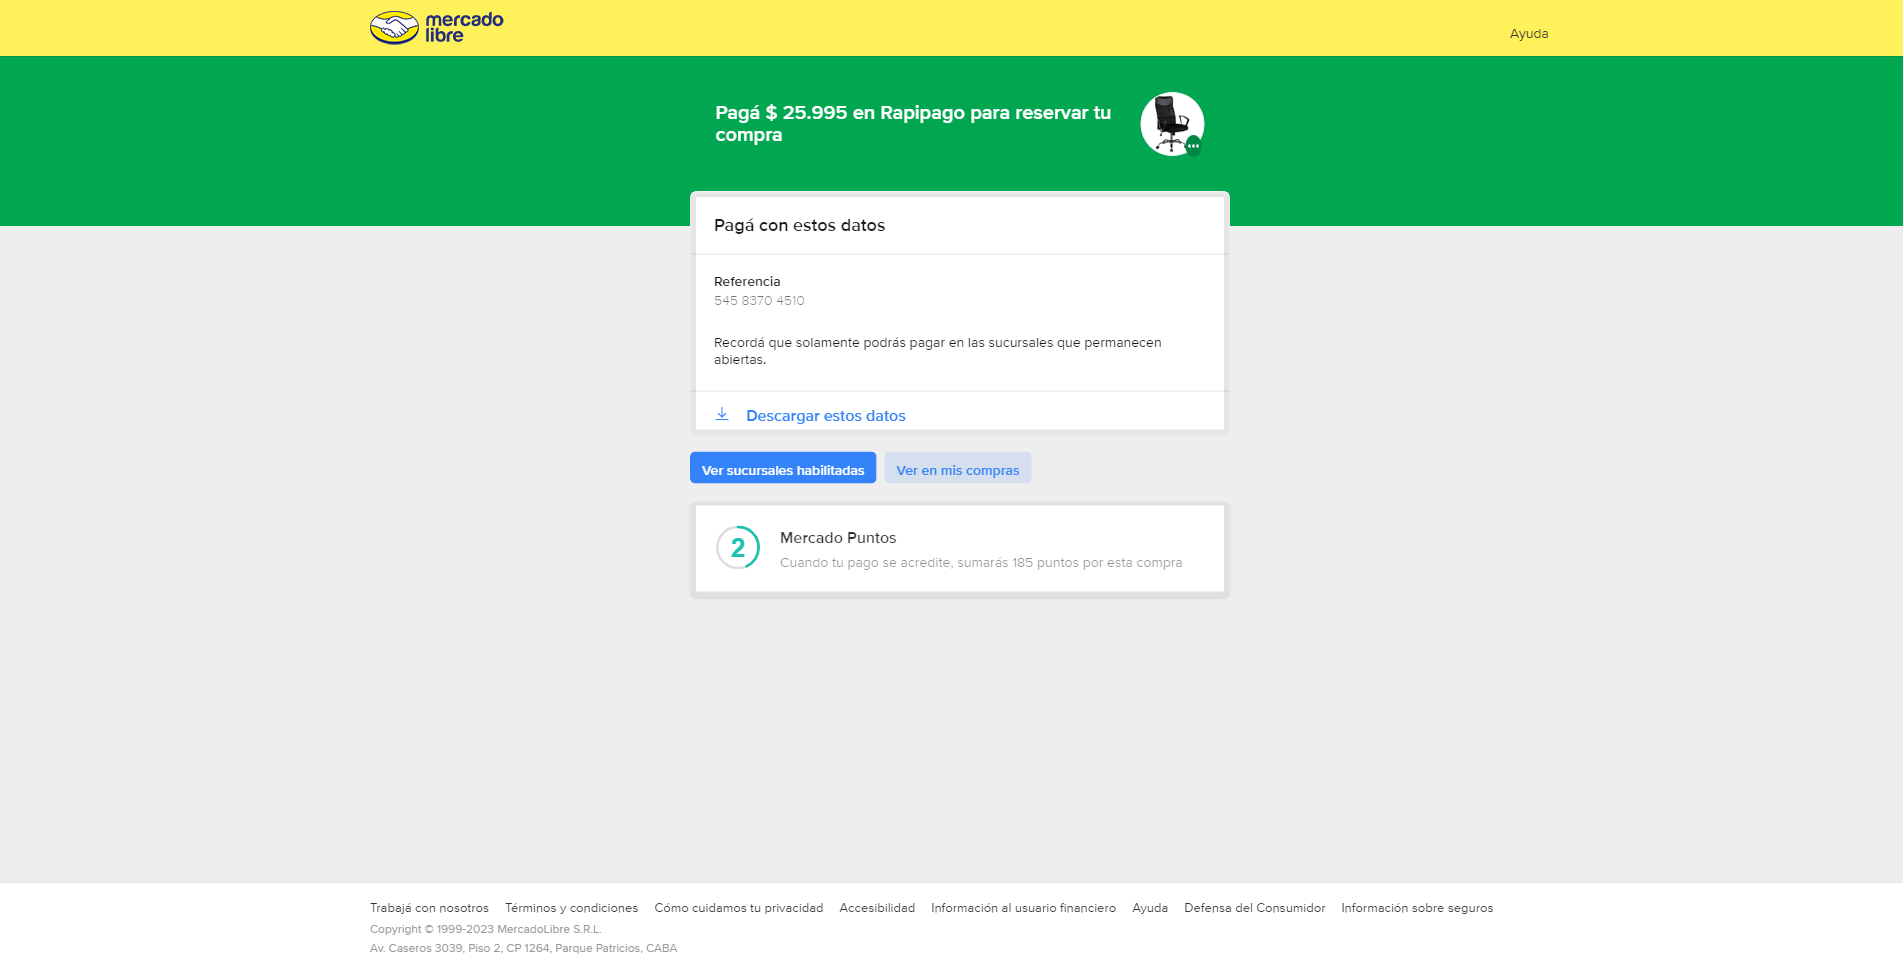 mercado
libre
Ayuda
Pagá $ 25.995 en Rapipago para reservar tu
compra
Pagá con estos datos
Referencia
545 8370 4510
Recordá que solamente podrás pagar en las sucursales que permanecen
abiertas.
Descargar estos datos
Ver sucursales habilitadas Ver en mis compras
2
Mercado Puntos
Cuando tu pago se acredite, sumarás 185 puntos por esta compra
Trabajá con nosotros Términos y condiciones Cómo cuidamos tu privacidad Accesibilidad Información al usuario financiero Ayuda Defensa del Consumidor Información sobre seguros
Copyright © 1999-2023 MercadoLibre S.R.L.
Av. Caseros 3039, Piso 2, CP 1264, Parque Patricios, CABA